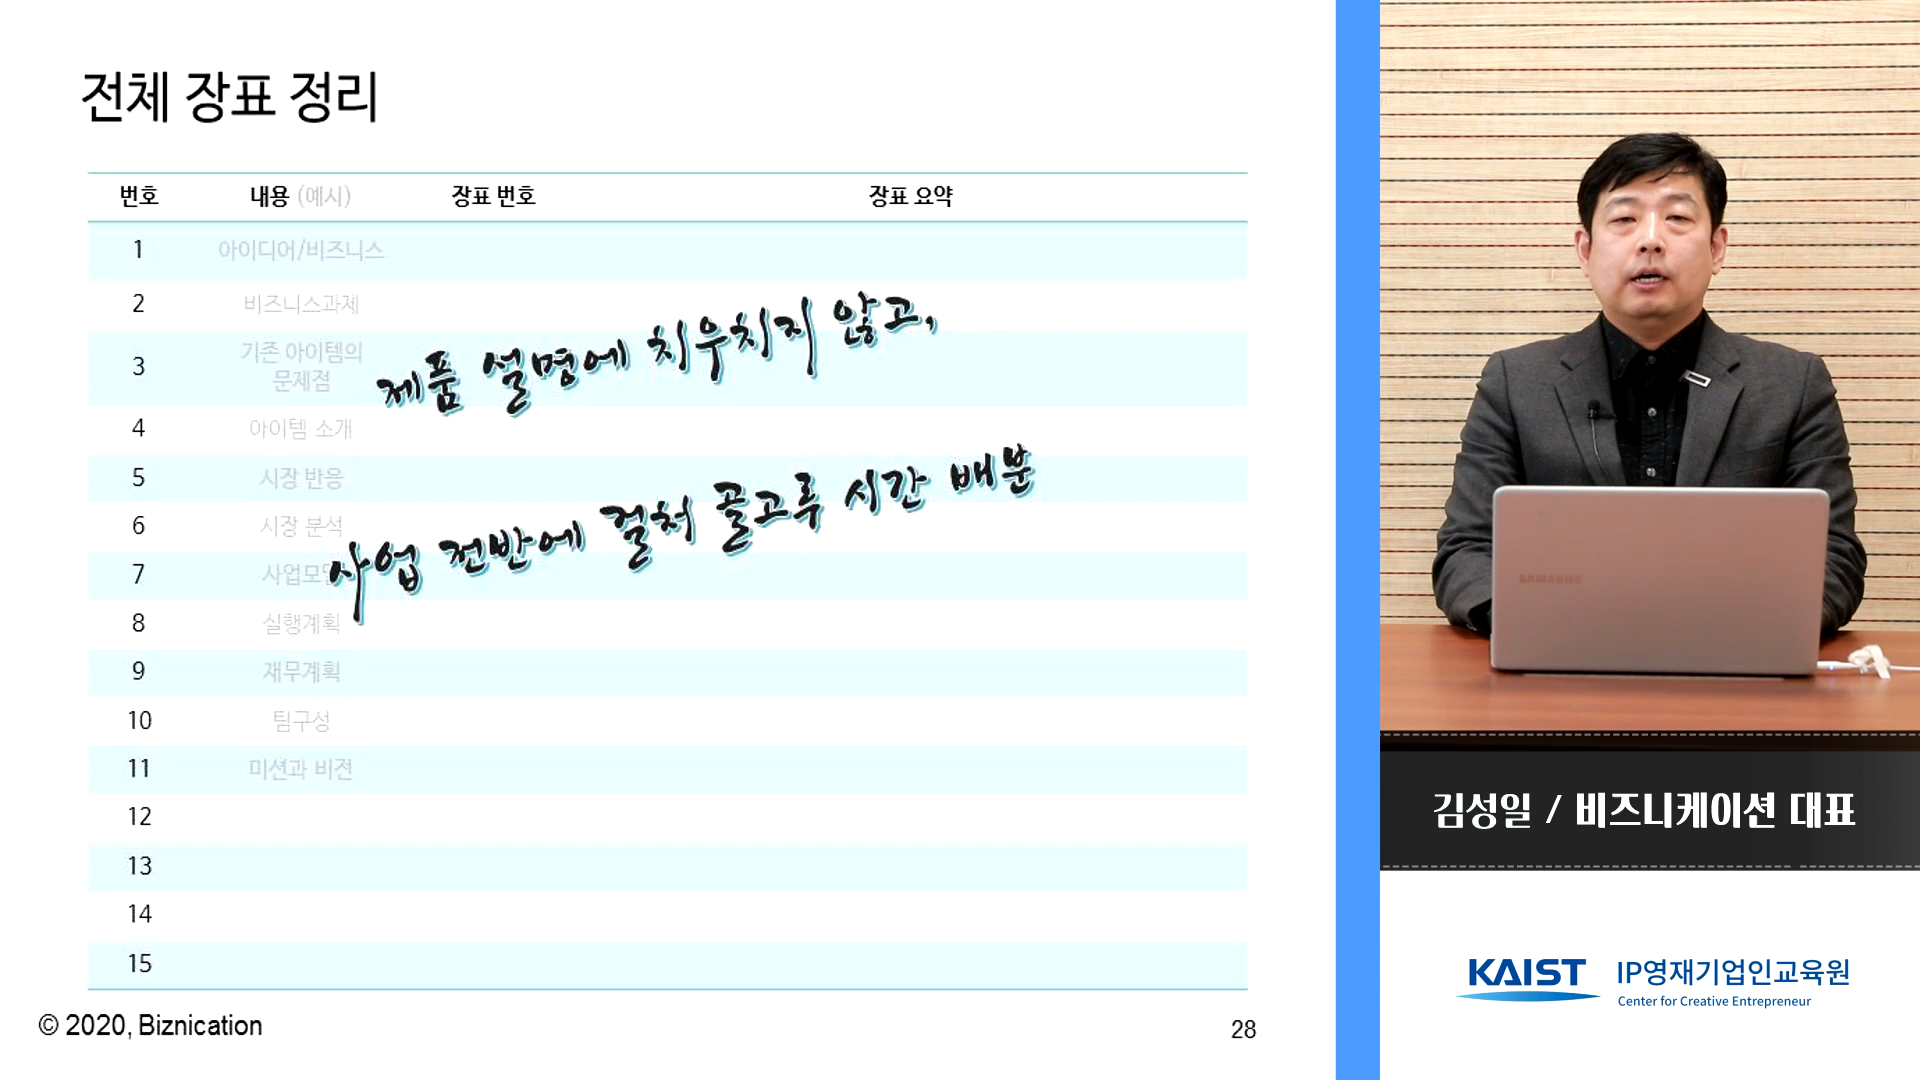 전체 장표 정리
번호 내용 (예시) 장표 번호 장표 요약
1 아이디어/비즈니스
2 비즈니스과제
3 기존 아이템의
문제점
4 아이템 소개
5 시장 반응
6 시장 분석
7 사업모델
8 실행계획
9 재무계획
10 팀구성
11 미션과 비전
12
13
14
15
제품 설명에 치우치지 않고,
사업 전반에 걸쳐 골고루 시간 배분
© 2020, Biznication
28
SAMSUNG
김성일 / 비즈니케이션 대표
KAIST IP영재기업인교육원
Center for Creative Entrepreneur